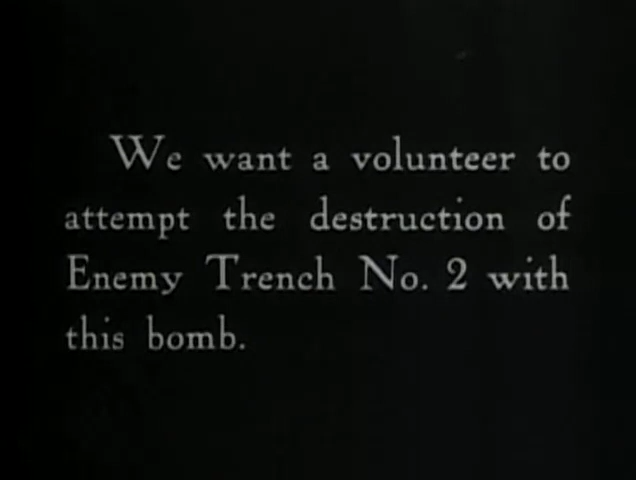 We want a volunteer to
attempt the destruction of
Enemy Trench No. 2 with
this bomb.